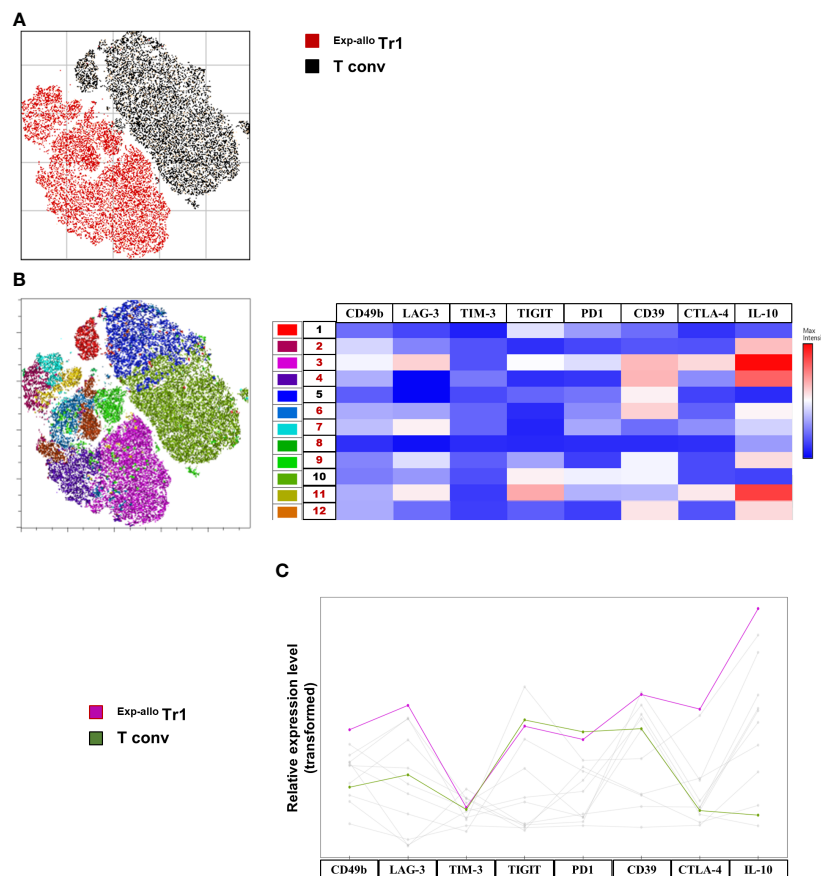 A
Exp-allo Tr1
T conv
B
CD49b LAG-3 TIM-3 TIGIT PD1 CD39 CTLA-4 IL-10
Max
Intensi
1
2
3
4
5
6
7
8
9
10
11
12
C
Relative expression level
(transformed)
Exp-allo Tr1
T conv
CD49b LAG-3 TIM-3 TIGIT PD1 CD39 CTLA-4 IL-10